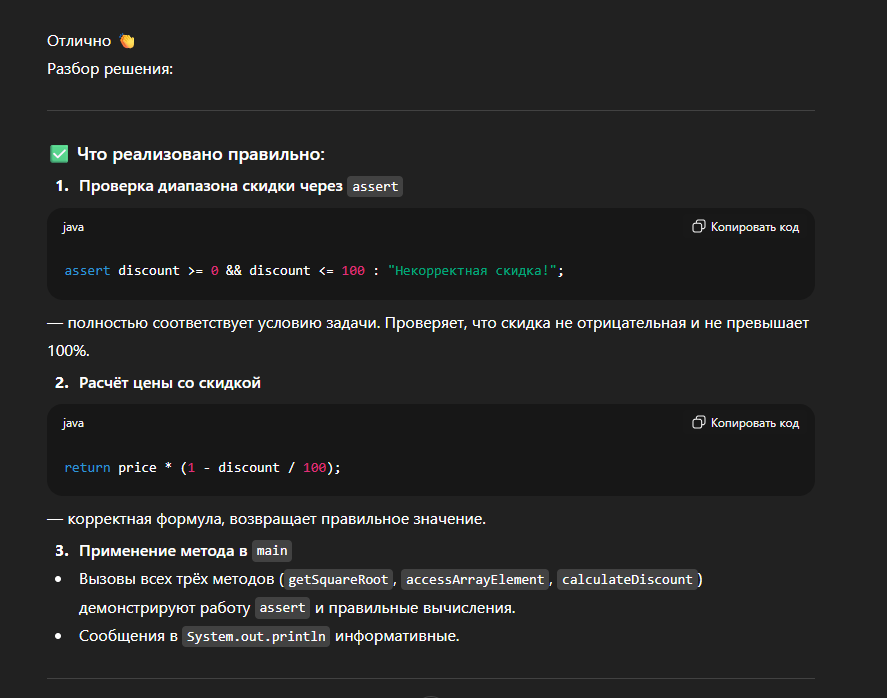 Отлично 👏
Разбор решения:
✅ Что реализовано правильно:
1. Проверка диапазона скидки через assert
java
Копировать код
assert discount >= 0 && discount <= 100 : "Некорректная скидка!";
— полностью соответствует условию задачи. Проверяет, что скидка не отрицательная и не превышает
100%.
2. Расчёт цены со скидкой
java
Копировать код
return price * (1 - discount / 100);
— корректная формула, возвращает правильное значение.
3. Применение метода в main
• Вызовы всех трёх методов (getSquareRoot, accessArrayElement, calculateDiscount)
демонстрируют работу assert и правильные вычисления.
• Сообщения в System.out.println информативные.